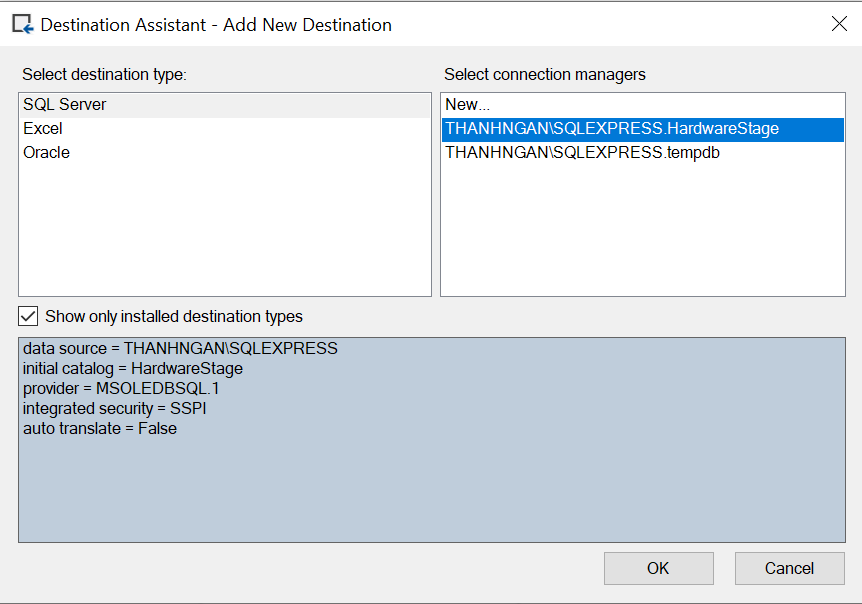 Destination Assistant - Add New Destination
Select destination type:
SQL Server
Excel
Oracle
Select connection managers
New...
THANHNGAN\SQLEXPRESS.HardwareStage
THANHNGAN\SQLEXPRESS.tempdb
Show only installed destination types
data source = THANHNGAN\SQLEXPRESS
initial catalog = HardwareStage
provider = MSOLEDBSQL.1
integrated security = SSPI
auto translate = False
OK
Cancel